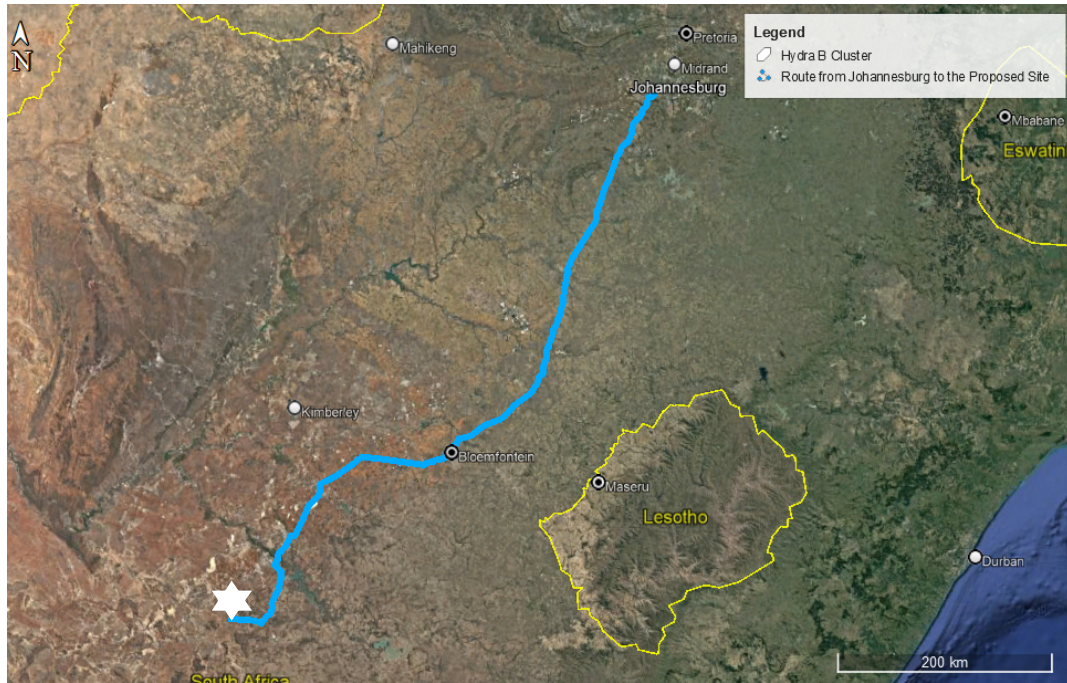 N
Mahikeng
Pretoria
Midrand
Johannesburg
Legend
Hydra B Cluster
Route from Johannesburg to the Proposed Site
Mbabane
Eswatin
Kimberley
Bloemfontein
Maseru
Lesotho
Durban
South Africa
200 km